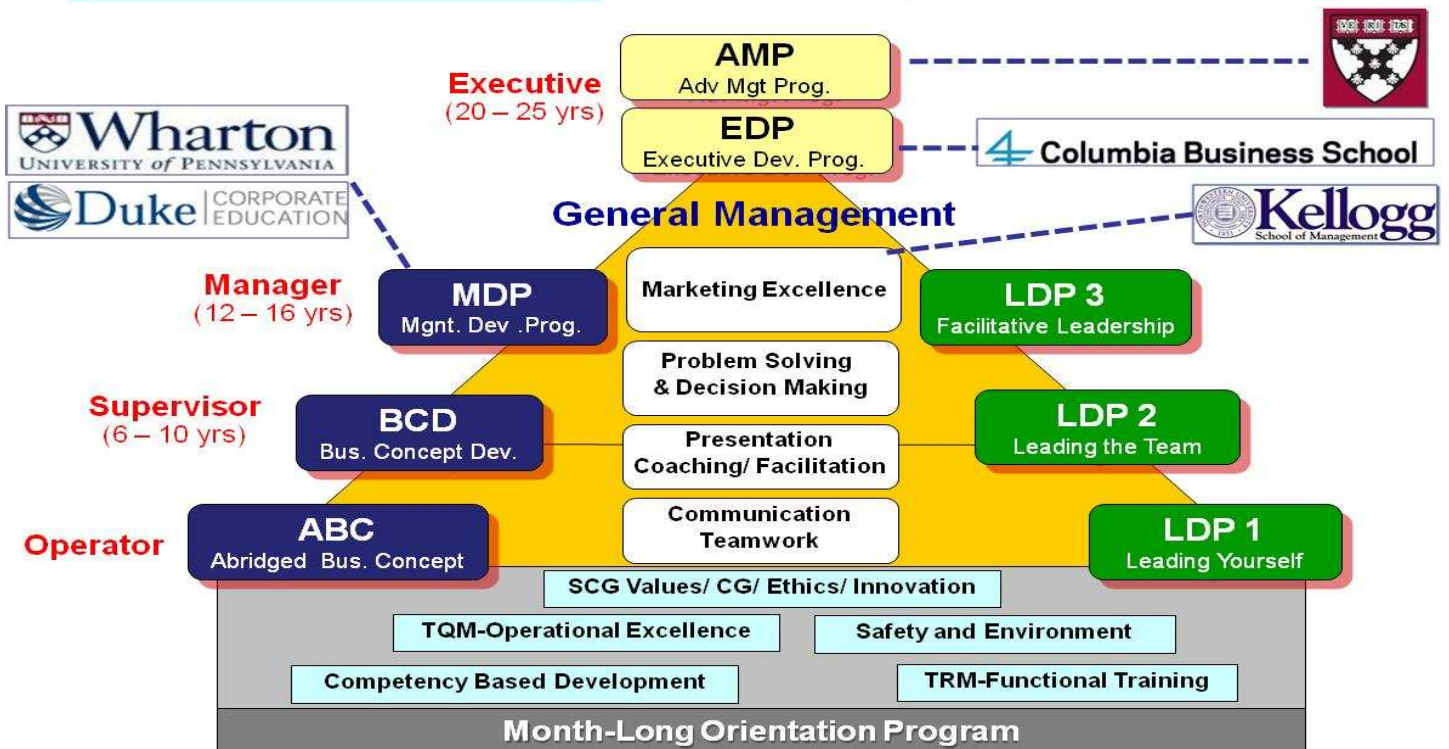 AMP
Adv Mgt Prog.
Executive
(20 – 25 yrs)
EDP
Executive Dev. Prog.
Wharton
UNIVERSITY of PENNSYLVANIA
Columbia Business School
Duke CORPORATE
EDUCATION
General Management
Kellogg
School of Management
Manager
(12 – 16 yrs)
MDP
Mgnt. Dev .Prog.
Marketing Excellence
LDP 3
Facilitative Leadership
Problem Solving
& Decision Making
Supervisor
(6 – 10 yrs)
BCD
Bus. Concept Dev.
Presentation
Coaching/ Facilitation
LDP 2
Leading the Team
Operator
ABC
Abridged Bus. Concept
Communication
Teamwork
LDP 1
Leading Yourself
SCG Values/ CG/ Ethics/ Innovation
TQM-Operational Excellence
Safety and Environment
Competency Based Development
TRM-Functional Training
Month-Long Orientation Program